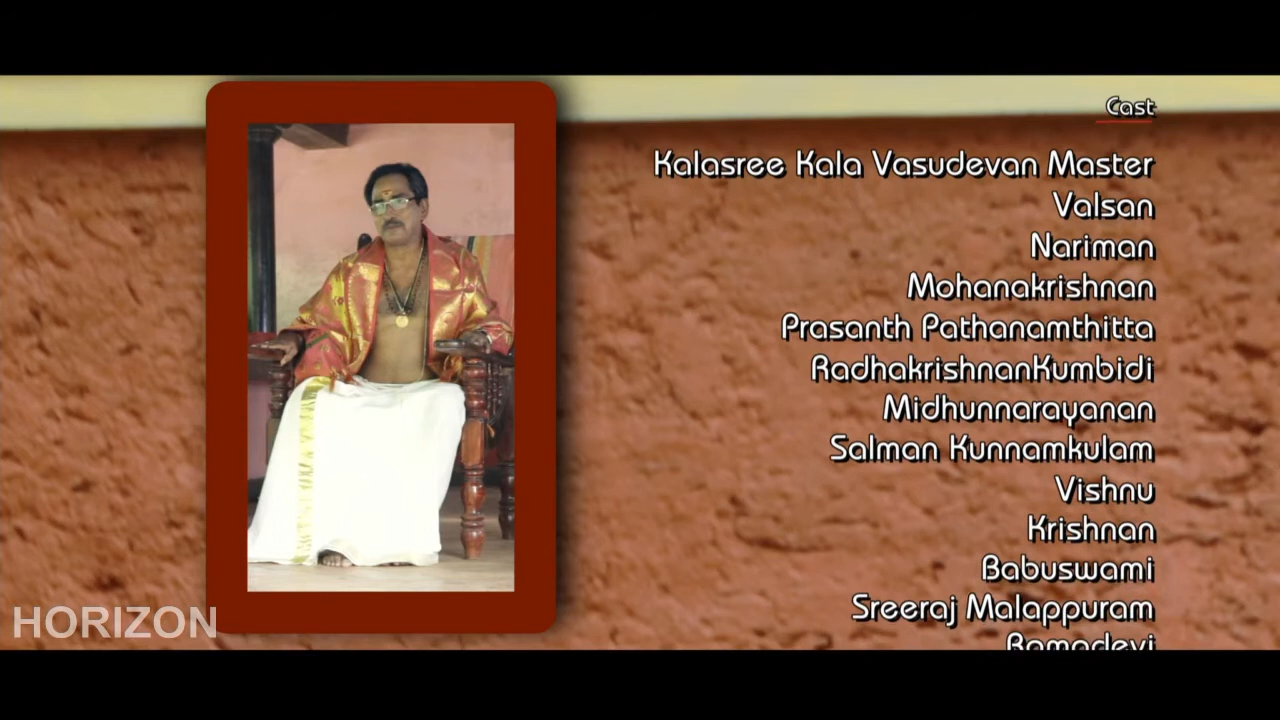 Cast
Kalasree Kala Vasudevan Master
Valsan
Nariman
Mohanakrishnan
Prasanth Pathanamthitta
RadhakrishnanKumbidi
Midhunnarayanan
Salman Kunnamkulam
Vishnu
Krishnan
Babuswami
Sreeraj Malappuram
Ramadevi
HORIZON